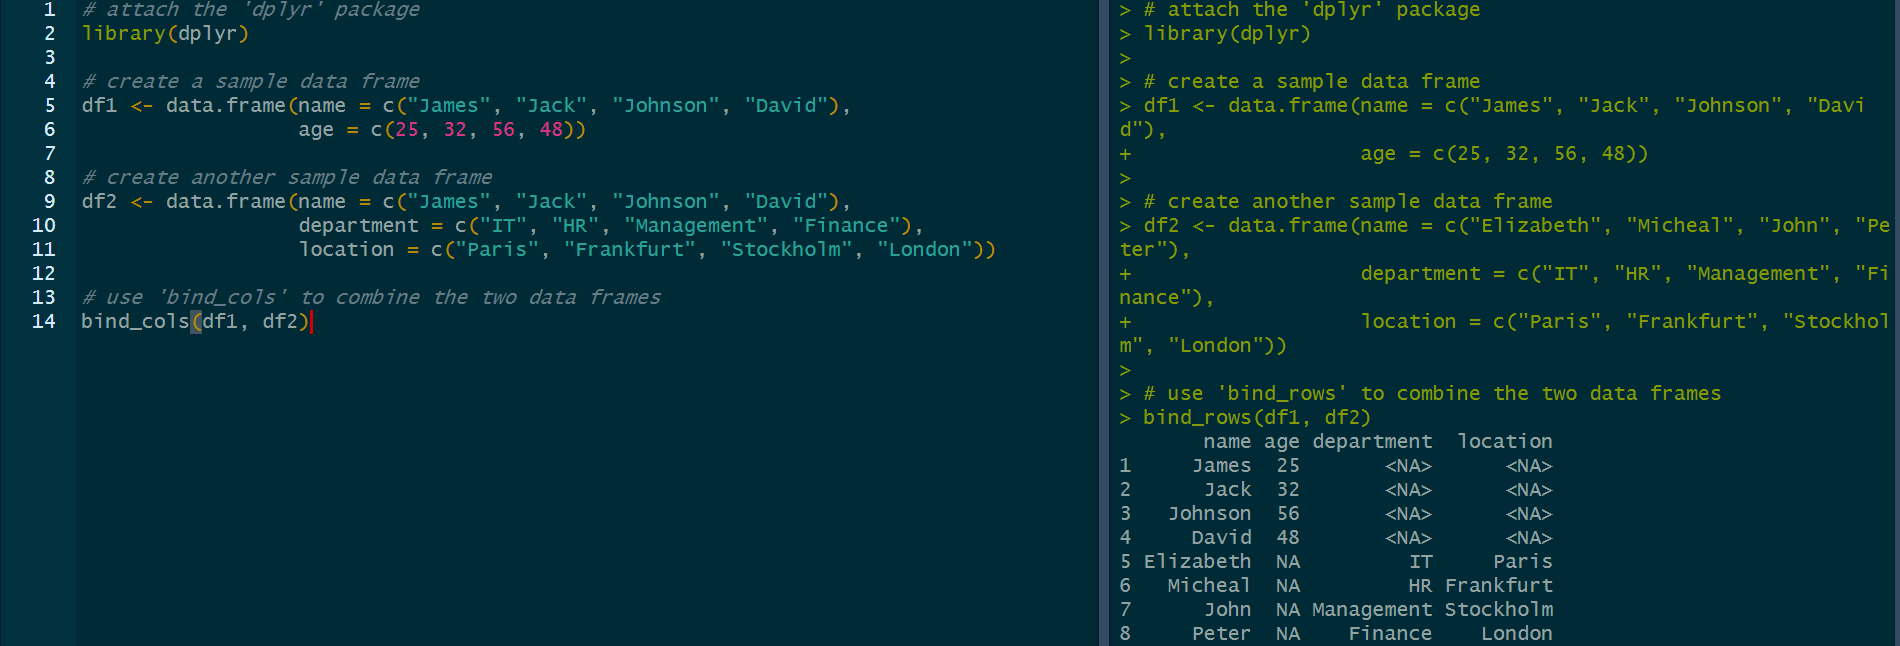 1 # attach the 'dplyr' package
2 library(dplyr)
3
4 # create a sample data frame
5 df1 <- data.frame(name = c("James", "Jack", "Johnson", "David"),
6 age = c(25, 32, 56, 48))
7
8 # create another sample data frame
9 df2 <- data.frame(name = c("James", "Jack", "Johnson", "David"),
10 department = c("IT", "HR", "Management", "Finance"),
11 location = c("Paris", "Frankfurt", "Stockholm", "London"))
12
13 # use 'bind_cols' to combine the two data frames
14 bind_cols(df1, df2)
> # attach the 'dplyr' package
> library(dplyr)
>
> # create a sample data frame
> df1 <- data.frame(name = c("James", "Jack", "Johnson", "Davi
d"),
+ age = c(25, 32, 56, 48))
>
> # create another sample data frame
> df2 <- data.frame(name = c("Elizabeth", "Micheal", "John", "Pe
ter"),
+ department = c("IT", "HR", "Management", "Fi
nance"),
+ location = c("Paris", "Frankfurt", "Stockhol
m", "London"))
>
> # use 'bind_rows' to combine the two data frames
> bind_rows(df1, df2)
name age department location
1 James 25 <NA> <NA>
2 Jack 32 <NA> <NA>
3 Johnson 56 <NA> <NA>
4 David 48 <NA> <NA>
5 Elizabeth NA IT Paris
6 Micheal NA HR Frankfurt
7 John NA Management Stockholm
8 Peter NA Finance London